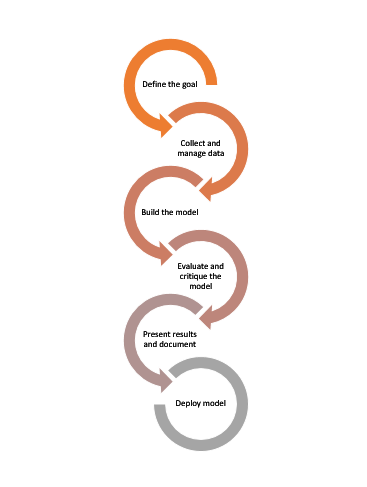 Define the goal
Collect and
manage data
Build the model
Evaluate and
critique the
model
Present results
and document
Deploy model